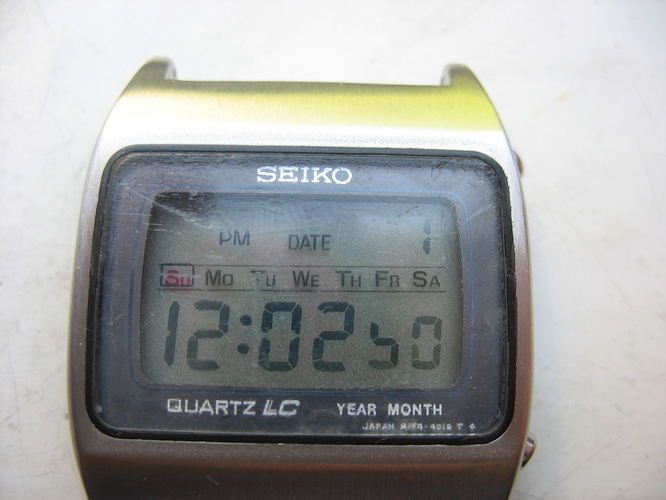 SEIKO
PM DATE 1
Su Mo Tu We Th Fr Sa
12:02 50
QUARTZ LC YEAR MONTH
JAPAN